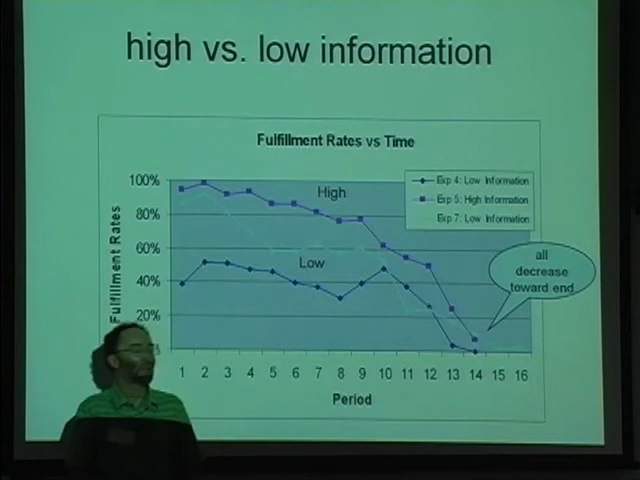 high vs. low information
Fulfillment Rates vs Time
Fulfillment Rates
100%
80%
60%
40%
20%
High
Low
Exp 4: Low Information
Exp 5: High Information
Exp 7: Low Information
all
decrease
toward end
1 2 3 4 5 6 7 8 9 10 11 12 13 14 15 16
Period